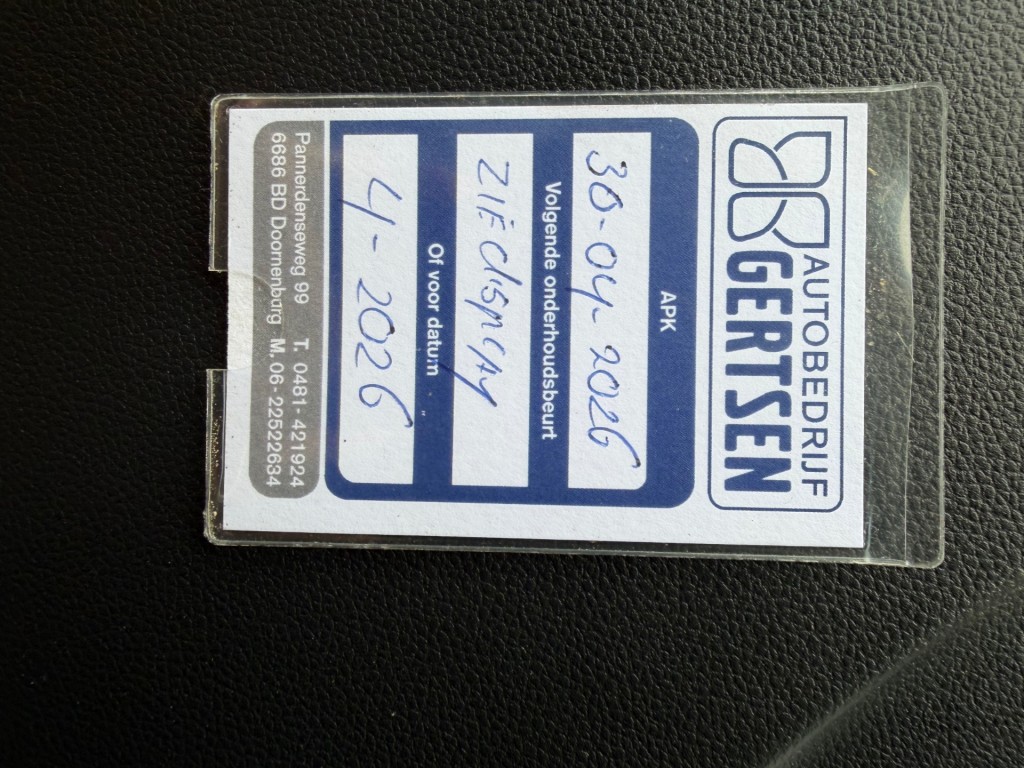 AUTOBEDRIJF
GERTSEN
APK
30-04-2026
Volgende onderhoudsbeurt
ZIE display
Of voor datum
4-2026
Pannerdenseweg 99 T. 0481-421924
6686 BD Doornenburg M. 06-22522634